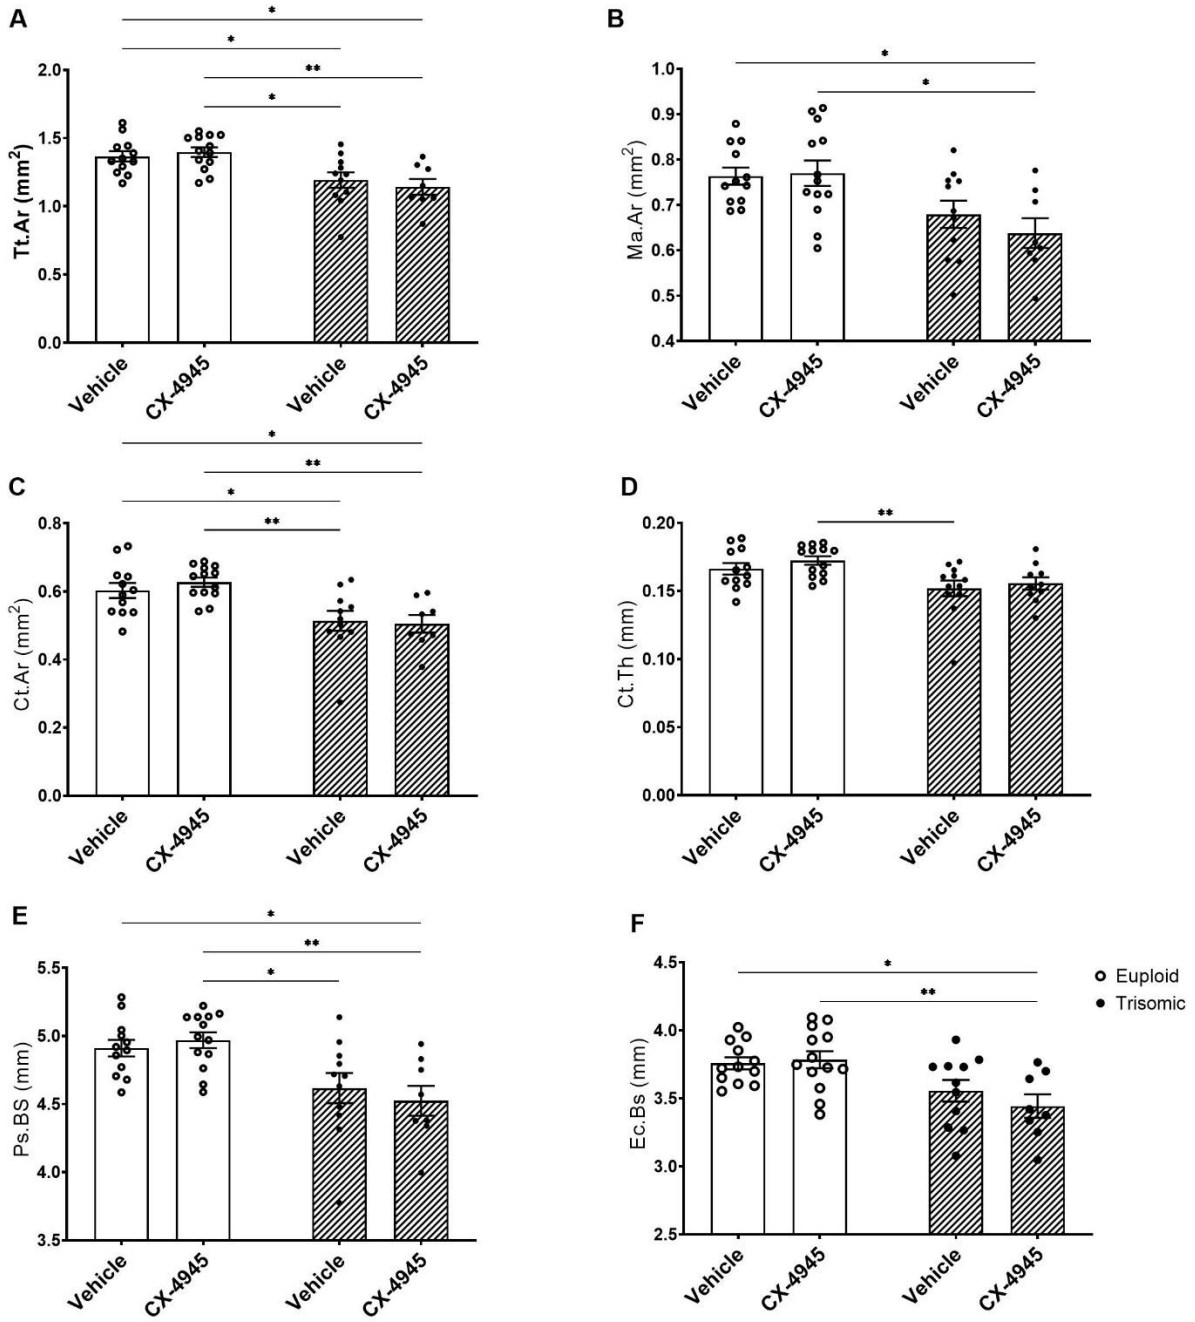 A
*
*
**
*
Tt.Ar (mm²)
2.0
1.5
1.0
0.5
0.0
Vehicle
CX-4945
Vehicle
CX-4945
B
*
*
Ma.Ar (mm²)
1.0
0.9
0.8
0.7
0.6
0.5
0.4
Vehicle
CX-4945
Vehicle
CX-4945
C
*
**
*
**
Ct.Ar (mm²)
0.8
0.6
0.4
0.2
0.0
Vehicle
CX-4945
Vehicle
CX-4945
D
**
Ct.Th (mm)
0.20
0.15
0.10
0.05
0.00
Vehicle
CX-4945
Vehicle
CX-4945
E
*
**
*
Ps.BS (mm)
5.5
5.0
4.5
4.0
3.5
Vehicle
CX-4945
Vehicle
CX-4945
F
*
**
Ec.Bs (mm)
4.5
4.0
3.5
3.0
2.5
Vehicle
CX-4945
Vehicle
CX-4945
Euploid
Trisomic